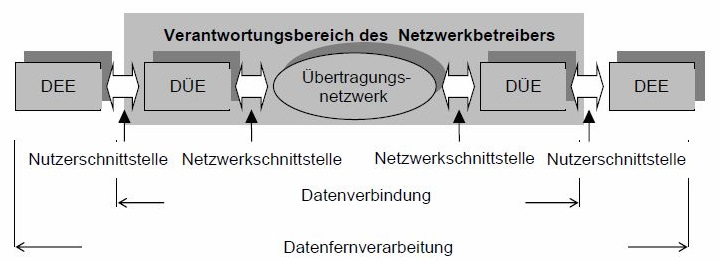 Verantwortungsbereich des Netzwerkbetreibers
DEE
DÜE
Übertragungs-
netzwerk
DÜE
DEE
Nutzerschnittstelle
Netzwerkschnittstelle
Netzwerkschnittstelle
Nutzerschnittstelle
Datenverbindung
Datenfernverarbeitung